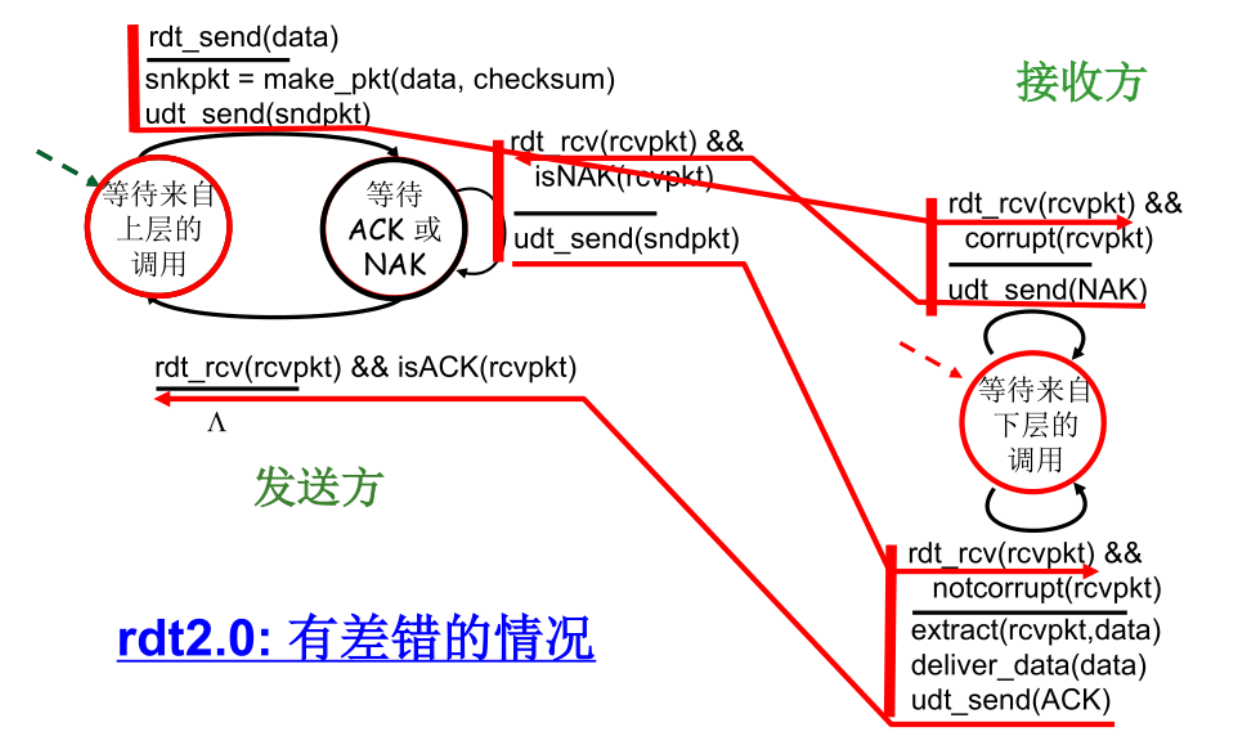 rdt_send(data)
snkpkt = make_pkt(data, checksum)
udt_send(sndpkt)
接收方
rdt_rcv(rcvpkt) &&
isNAK(rcvpkt)
udt_send(sndpkt)
等待来自
上层的
调用
等待
ACK 或
NAK
rdt_rcv(rcvpkt) &&
corrupt(rcvpkt)
udt_send(NAK)
rdt_rcv(rcvpkt) && isACK(rcvpkt)
Λ
等待来自
下层的
调用
发送方
rdt_rcv(rcvpkt) &&
notcorrupt(rcvpkt)
extract(rcvpkt,data)
deliver_data(data)
udt_send(ACK)
rdt2.0: 有差错的情况